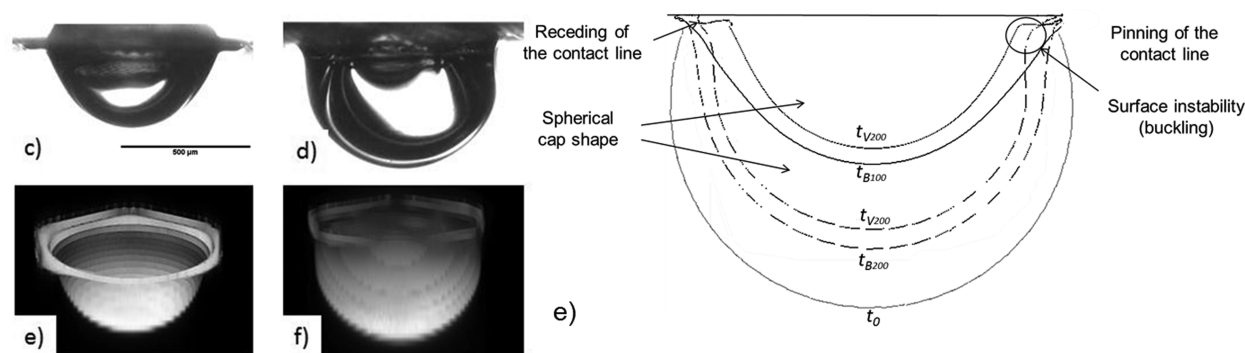 c)
500 µm
d)
e)
f)
Receding of
the contact line
Spherical
cap shape
Pinning of the
contact line
Surface instability
(buckling)
tV200
tB100
tV200
tB200
t0
e)